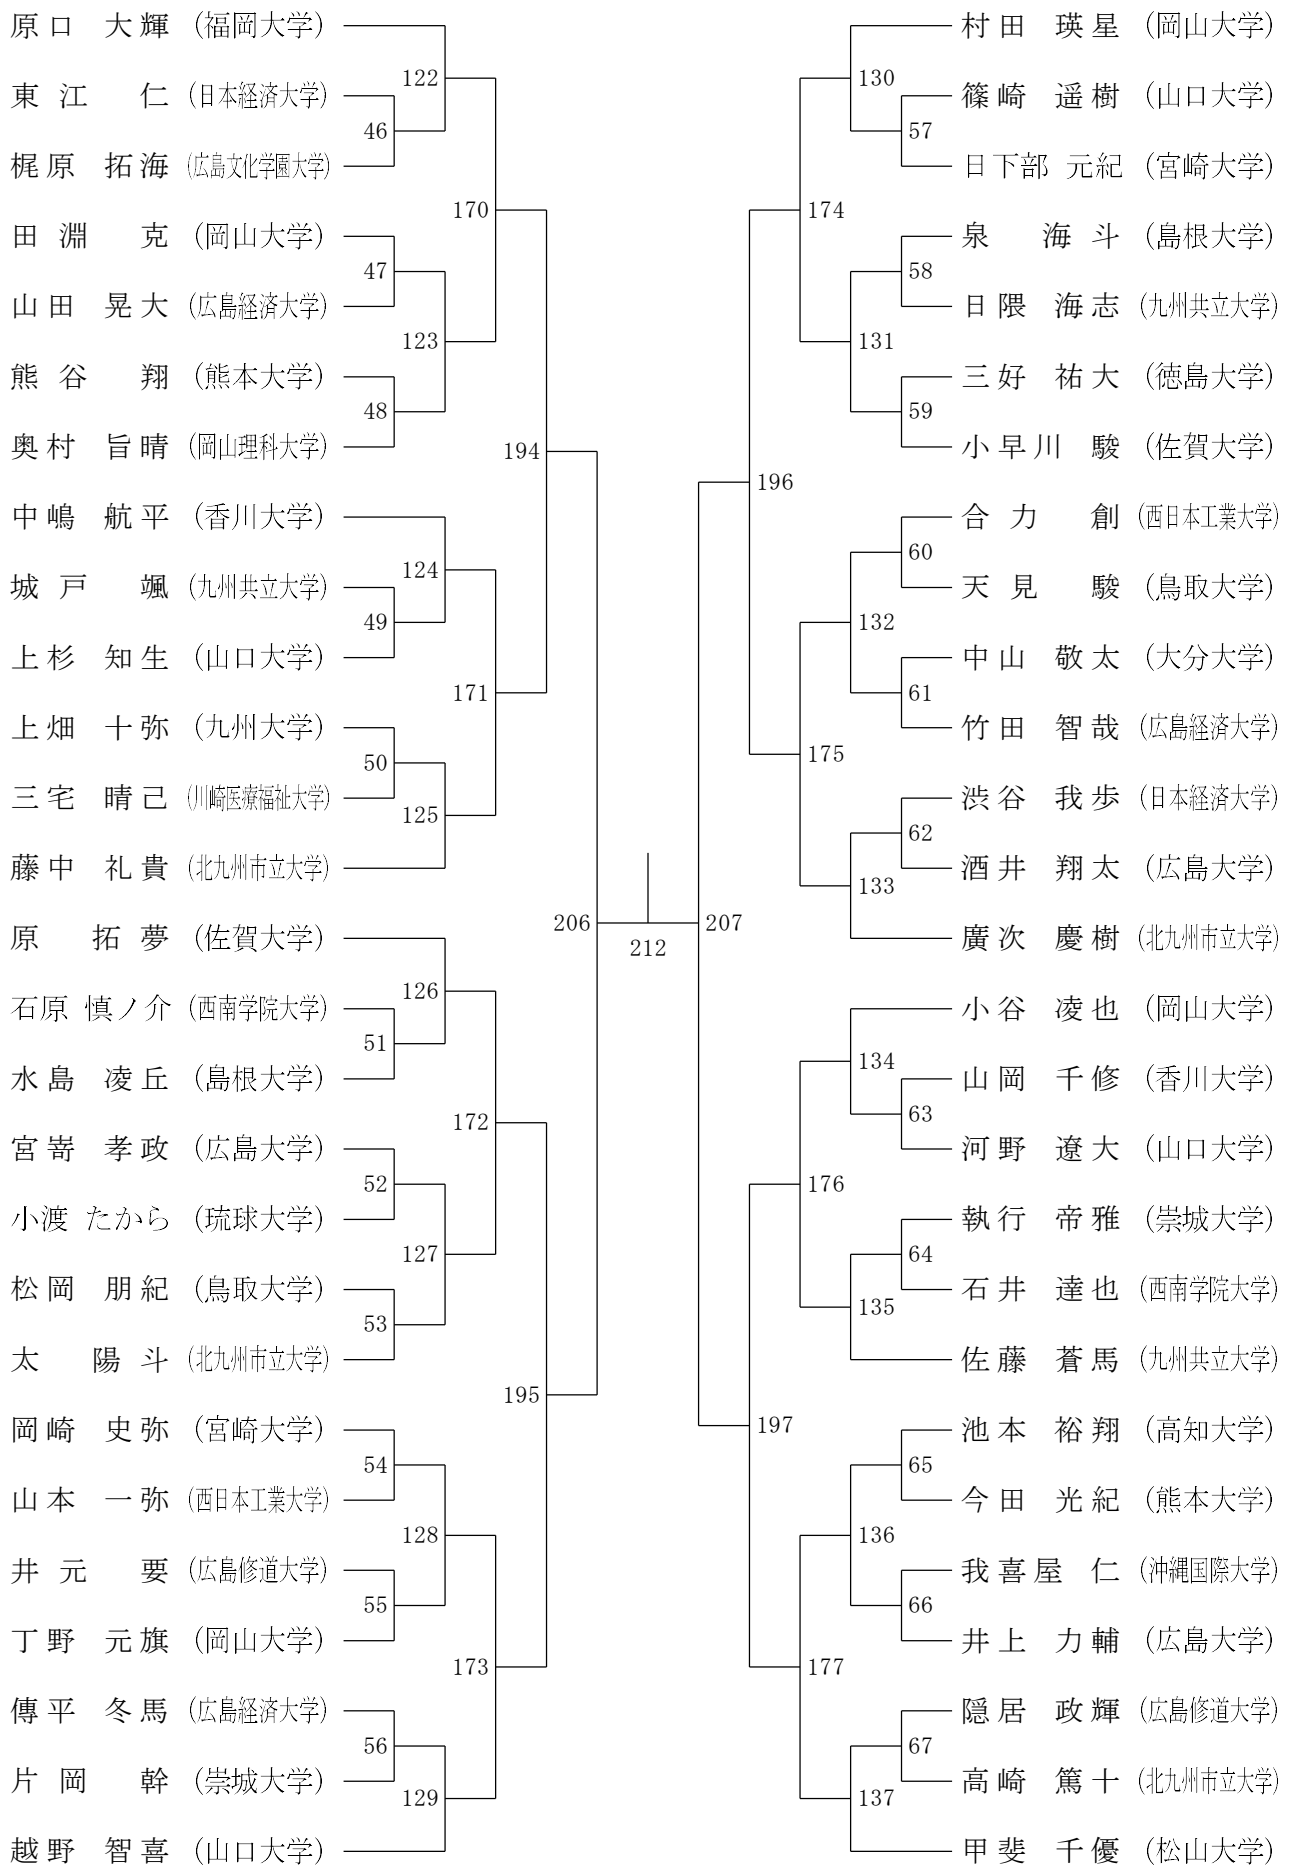 原口 大輝 (福岡大学)
122
東江 仁 (日本経済大学)
46
梶原 拓海 (広島文化学園大学)
170
田淵 克 (岡山大学)
47
山田 晃大 (広島経済大学)
123
熊谷 翔 (熊本大学)
48
奥村 旨晴 (岡山理科大学)
194
中嶋 航平 (香川大学)
124
城戸 颯 (九州共立大学)
49
上杉 知生 (山口大学)
171
上畑 十弥 (九州大学)
50
三宅 晴己 (川崎医療福祉大学)
125
藤中 礼貴 (北九州市立大学)
206
原 拓夢 (佐賀大学)
126
石原 慎ノ介 (西南学院大学)
51
水島 凌丘 (島根大学)
172
宮嵜 孝政 (広島大学)
52
小渡 たから (琉球大学)
127
松岡 朋紀 (鳥取大学)
53
太 陽斗 (北九州市立大学)
195
岡崎 史弥 (宮崎大学)
54
山本 一弥 (西日本工業大学)
128
井元 要 (広島修道大学)
55
丁野 元旗 (岡山大学)
173
傳平 冬馬 (広島経済大学)
56
片岡 幹 (崇城大学)
129
越野 智喜 (山口大学)
212
村田 瑛星 (岡山大学)
130
篠崎 遥樹 (山口大学)
57
日下部 元紀 (宮崎大学)
174
泉 海斗 (島根大学)
58
日隈 海志 (九州共立大学)
131
三好 祐大 (徳島大学)
59
小早川 駿 (佐賀大学)
196
合力 創 (西日本工業大学)
60
天見 駿 (鳥取大学)
132
中山 敬太 (大分大学)
61
竹田 智哉 (広島経済大学)
175
渋谷 我歩 (日本経済大学)
62
酒井 翔太 (広島大学)
133
廣次 慶樹 (北九州市立大学)
207
小谷 凌也 (岡山大学)
134
山岡 千修 (香川大学)
63
河野 遼大 (山口大学)
176
執行 帝雅 (崇城大学)
64
石井 達也 (西南学院大学)
135
佐藤 蒼馬 (九州共立大学)
197
池本 裕翔 (高知大学)
65
今田 光紀 (熊本大学)
136
我喜屋 仁 (沖縄国際大学)
66
井上 力輔 (広島大学)
177
隠居 政輝 (広島修道大学)
67
高崎 篤十 (北九州市立大学)
137
甲斐 千優 (松山大学)